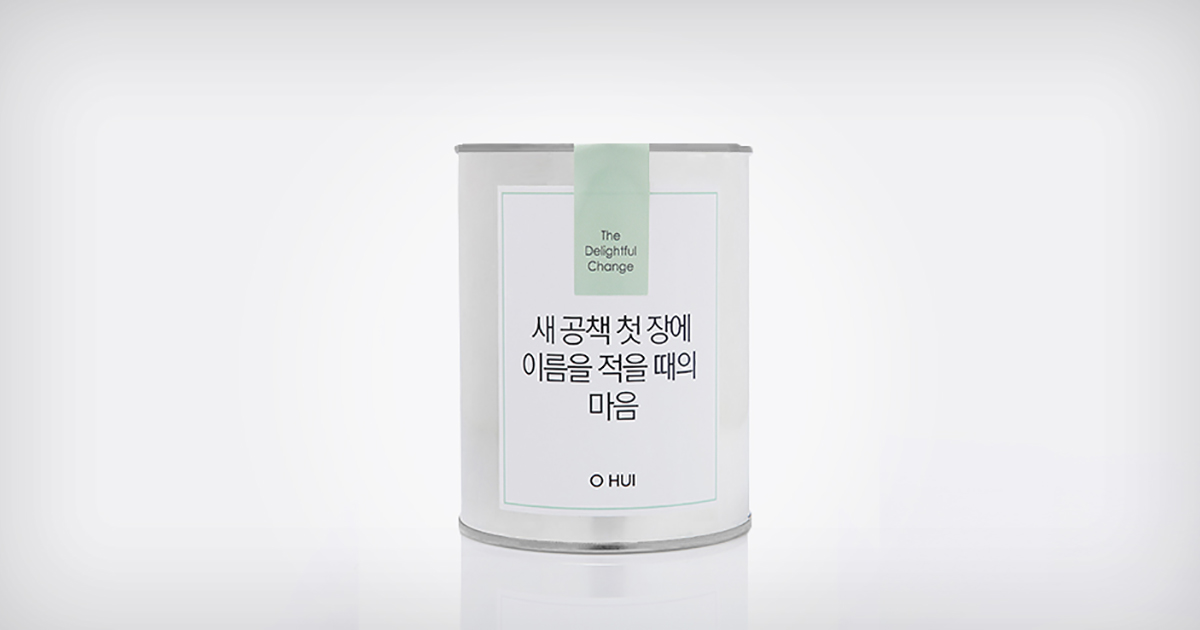 The
Delightful
Change
새 공책 첫 장에
이름을 적을 때의
마음
O HUI